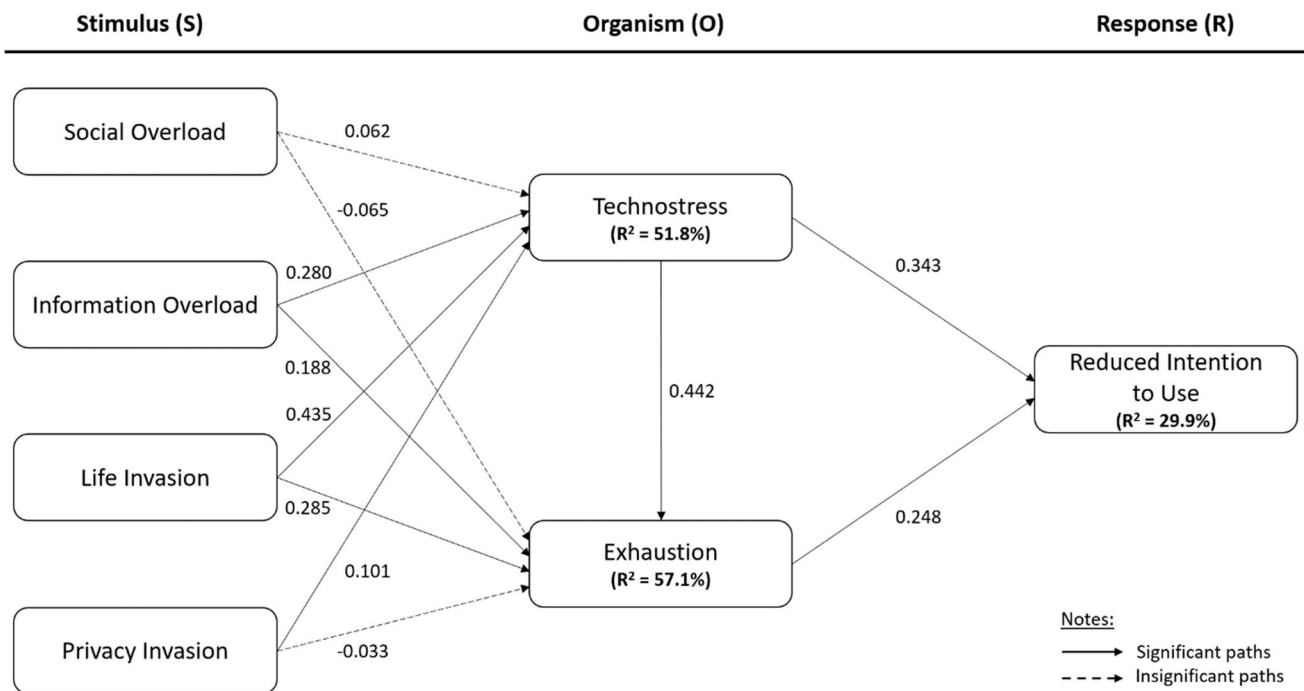 Stimulus (S)
Organism (O)
Response (R)
Social Overload
0.062
-0.065
Technostress
(R² = 51.8%)
0.280
Information Overload
0.343
0.188
0.442
Reduced Intention
to Use
(R² = 29.9%)
0.435
Life Invasion
0.285
0.248
Exhaustion
(R² = 57.1%)
0.101
Privacy Invasion
-0.033
Notes:
Significant paths
Insignificant paths